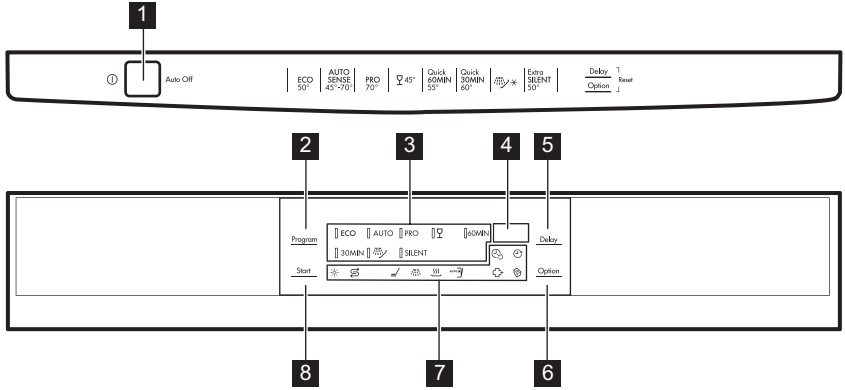 1
Auto Off
ECO 50°
AUTO SENSE 45°-70°
PRO 70°
45°
Quick 60MIN 55°
Quick 30MIN 60°
Extra SILENT 50°
Delay
Option
Reset
2 3 4 5
Program
ECO AUTO PRO 60MIN
Delay
30MIN SILENT
Start
AUTO
Option
8 7 6